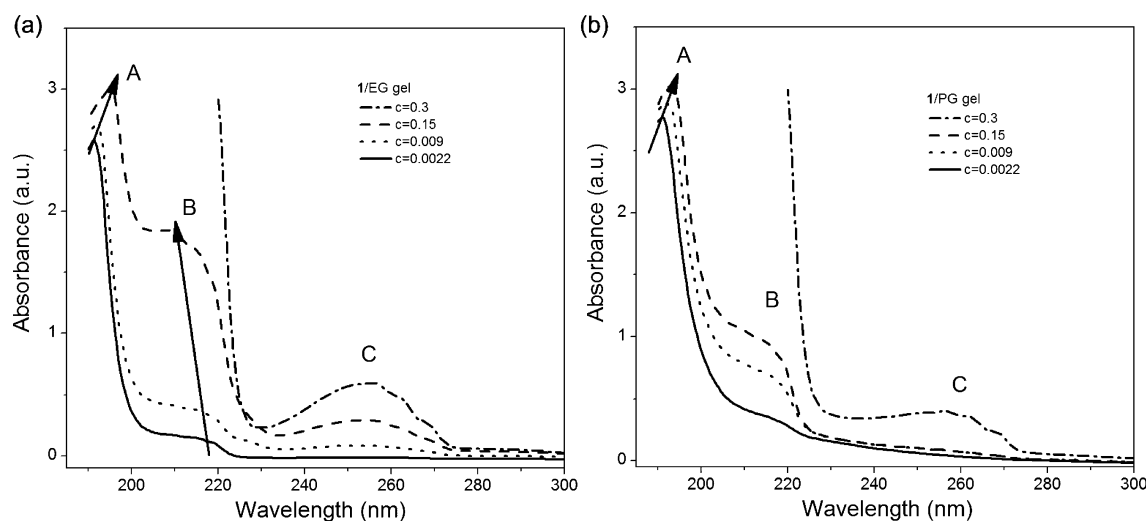 (a)
Absorbance (a.u.)
3
2
1
0
A
B
C
1/EG gel
c=0.3
c=0.15
c=0.009
c=0.0022
200 220 240 260 280 300
Wavelength (nm)
(b)
Absorbance (a.u.)
3
2
1
0
A
B
C
1/PG gel
c=0.3
c=0.15
c=0.009
c=0.0022
200 220 240 260 280 300
Wavelength (nm)